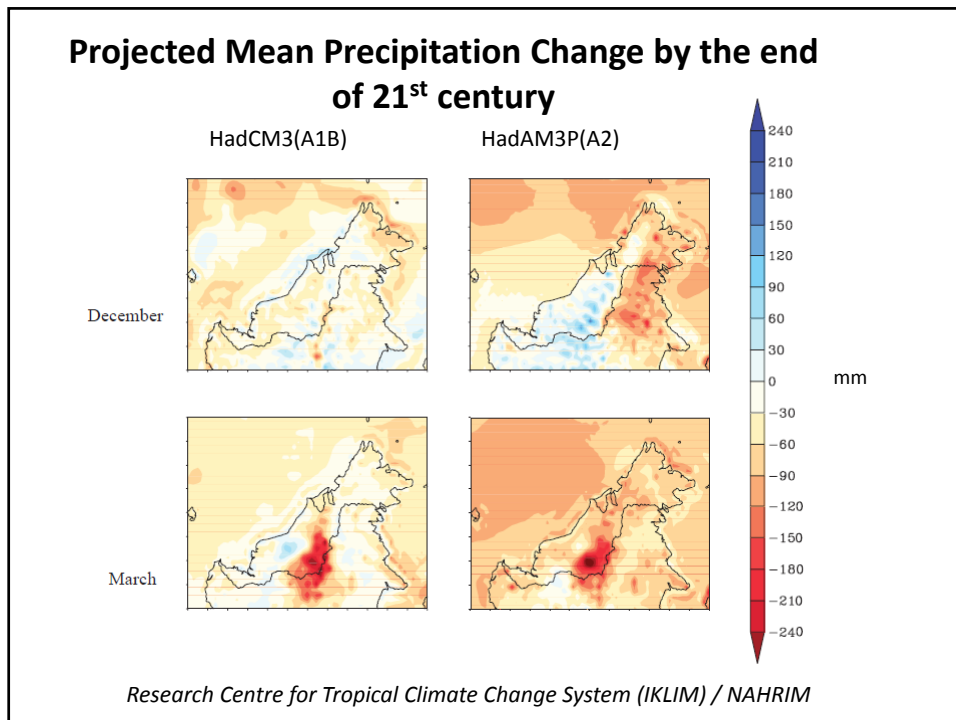 Projected Mean Precipitation Change by the end
of 21st century
HadCM3(A1B)
HadAM3P(A2)
December
March
240
210
180
150
120
90
60
30
0
−30
−60
−90
−120
−150
−180
−210
−240
mm
Research Centre for Tropical Climate Change System (IKLIM) / NAHRIM